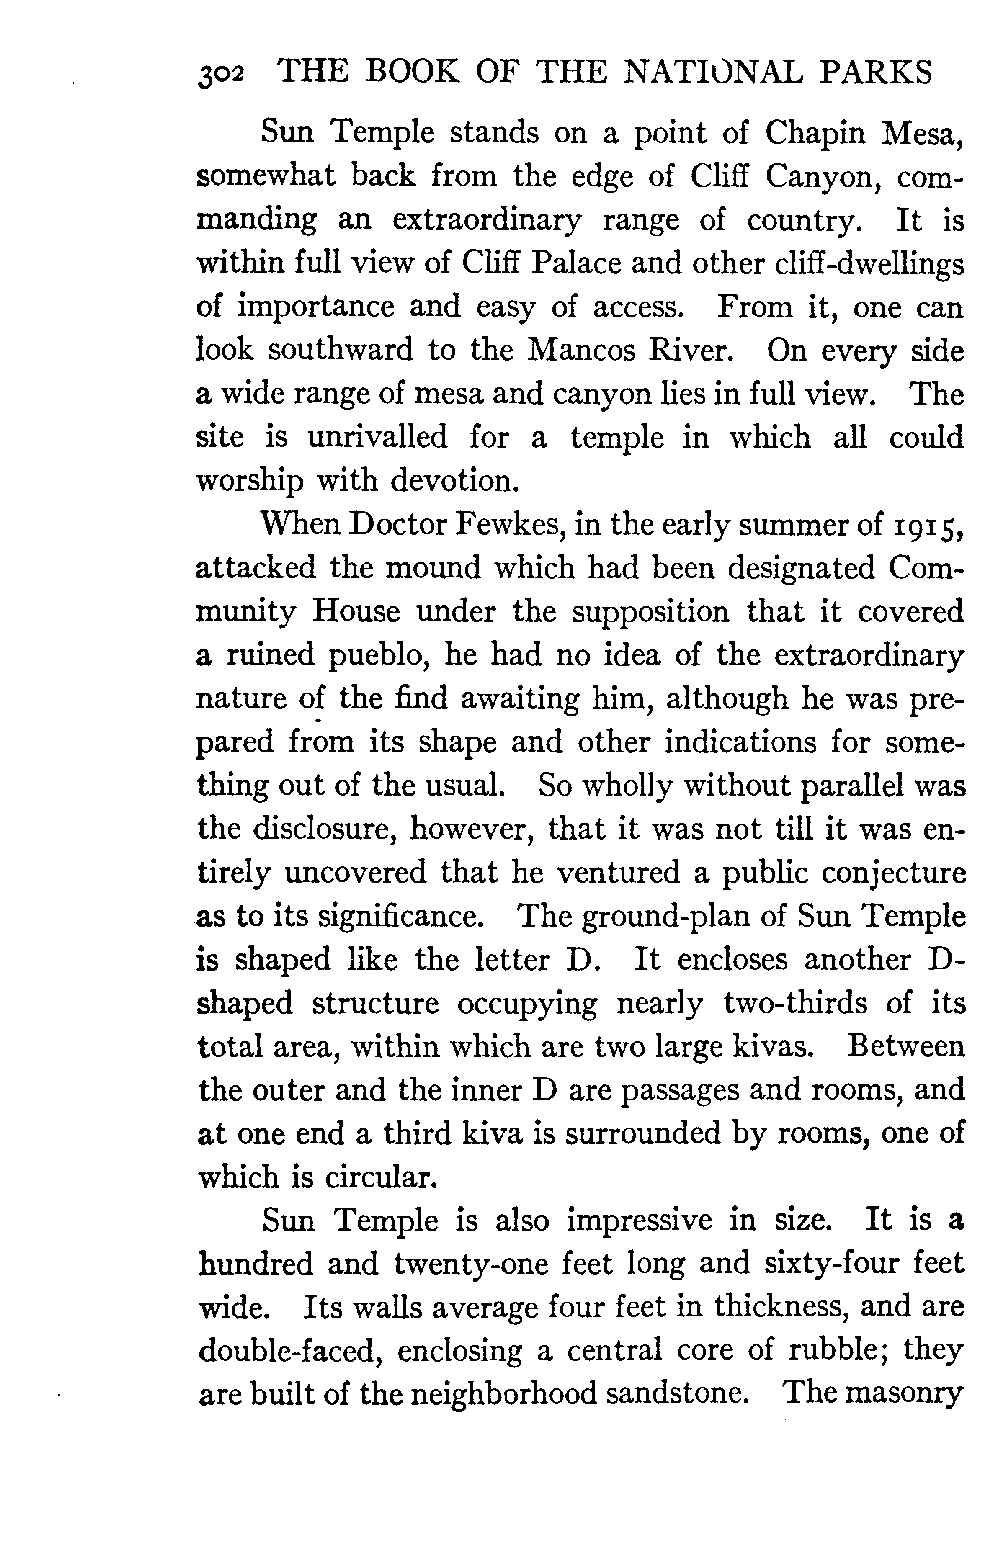 302 THE BOOK OF THE NATIONAL PARKS
Sun Temple stands on a point of Chapin Mesa,
somewhat back from the edge of Cliff Canyon, com-
manding an extraordinary range of country. It is
within full view of Cliff Palace and other cliff-dwellings
of importance and easy of access. From it, one can
look southward to the Mancos River. On every side
a wide range of mesa and canyon lies in full view. The
site is unrivalled for a temple in which all could
worship with devotion.
When Doctor Fewkes, in the early summer of 1915,
attacked the mound which had been designated Com-
munity House under the supposition that it covered
a ruined pueblo, he had no idea of the extraordinary
nature of the find awaiting him, although he was pre-
pared from its shape and other indications for some-
thing out of the usual. So wholly without parallel was
the disclosure, however, that it was not till it was en-
tirely uncovered that he ventured a public conjecture
as to its significance. The ground-plan of Sun Temple
is shaped like the letter D. It encloses another D-
shaped structure occupying nearly two-thirds of its
total area, within which are two large kivas. Between
the outer and the inner D are passages and rooms, and
at one end a third kiva is surrounded by rooms, one of
which is circular.
Sun Temple is also impressive in size. It is a
hundred and twenty-one feet long and sixty-four feet
wide. Its walls average four feet in thickness, and are
double-faced, enclosing a central core of rubble; they
are built of the neighborhood sandstone. The masonry